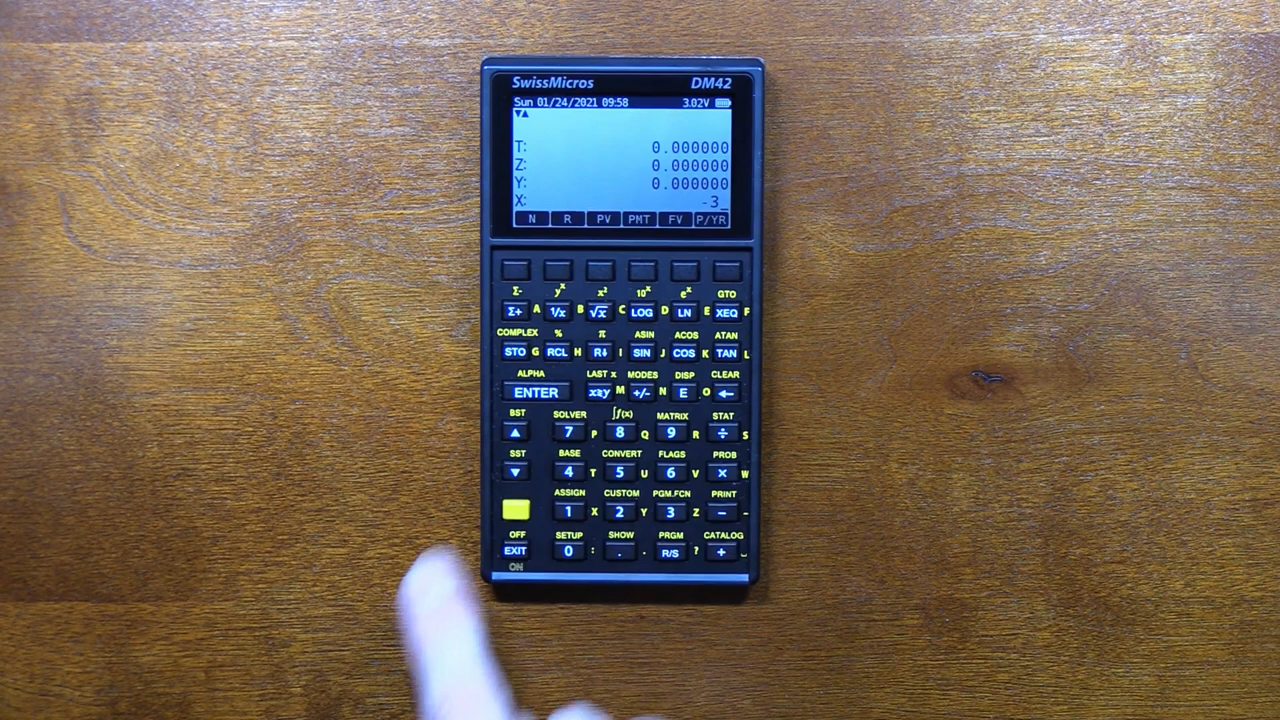 SwissMicros DM42
Sun 01/24/2021 09:58 3.02V
▼▲
T: 0.000000
Z: 0.000000
Y: 0.000000
X: -3_
N R PV PMT FV P/YR
Σ- yˣ x² 10ˣ eˣ GTO
Σ+ A 1/x B √x C LOG D LN E XEQ F
COMPLEX % π ASIN ACOS ATAN
STO G RCL H R↓ I SIN J COS K TAN L
ALPHA LAST x MODES DISP CLEAR
ENTER x≷y M +/- N E O ←
BST SOLVER ∫f(x) MATRIX STAT
▲ 7 P 8 Q 9 R ÷ S
SST BASE CONVERT FLAGS PROB
▼ 4 T 5 U 6 V × W
ASSIGN CUSTOM PGM.FCN PRINT
1 X 2 Y 3 Z − -
OFF SETUP SHOW PRGM CATALOG
EXIT 0 : . . R/S ? + ⎵
ON